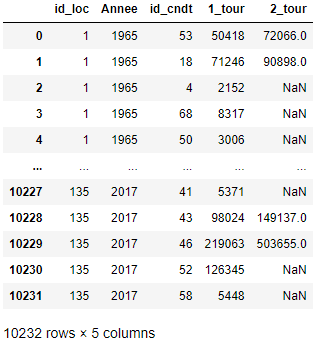 id_loc Annee id_cndt 1_tour 2_tour
0 1 1965 53 50418 72066.0
1 1 1965 18 71246 90898.0
2 1 1965 4 2152 NaN
3 1 1965 68 8317 NaN
4 1 1965 50 3006 NaN
... ... ... ... ... ...
10227 135 2017 41 5371 NaN
10228 135 2017 43 98024 149137.0
10229 135 2017 46 219063 503655.0
10230 135 2017 52 126345 NaN
10231 135 2017 58 5448 NaN
10232 rows × 5 columns